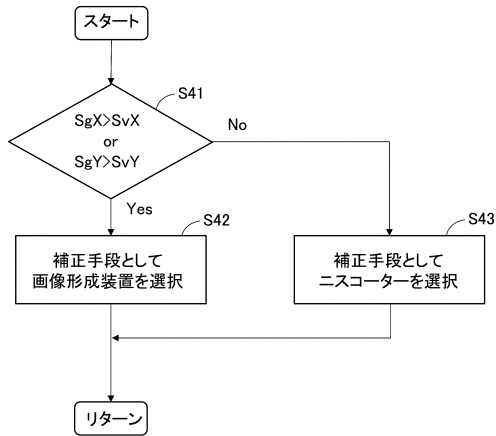 スタート
S41
SgX>SvX
or
SgY>SvY
No
Yes
S42
補正手段として
画像形成装置を選択
S43
補正手段として
ニスコーターを選択
リターン